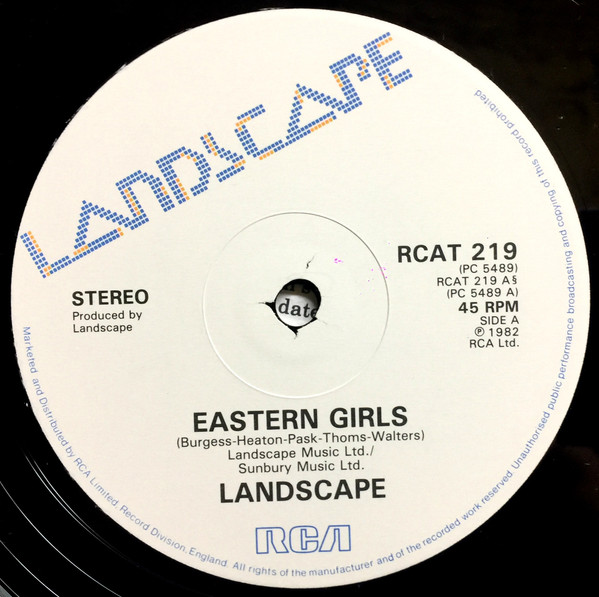 LANDSCAPE
STEREO
Produced by
Landscape
RCAT 219
(PC 5489)
RCAT 219 A§
(PC 5489 A)
45 RPM
SIDE A
℗ 1982
RCA Ltd.
date
EASTERN GIRLS
(Burgess-Heaton-Pask-Thoms-Walters)
Landscape Music Ltd./
Sunbury Music Ltd.
LANDSCAPE
RCA
Marketed and Distributed by RCA Limited. Record Division, England. All rights of the manufacturer and of the recorded work reserved. Unauthorised public performance broadcasting and copying of this record prohibited